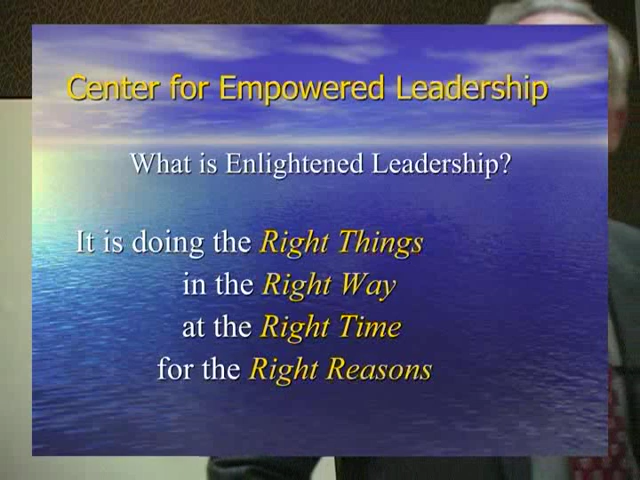 Center for Empowered Leadership
What is Enlightened Leadership?
It is doing the Right Things
in the Right Way
at the Right Time
for the Right Reasons